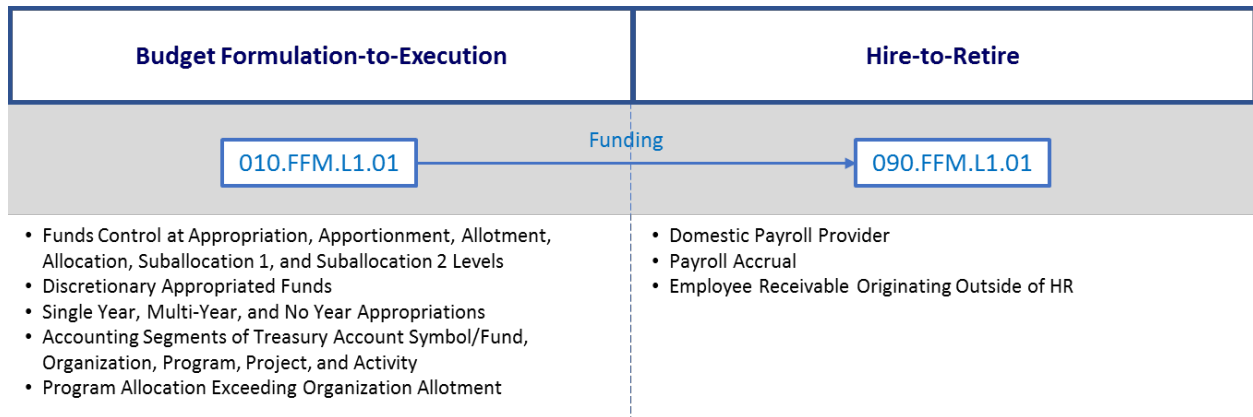 Budget Formulation-to-Execution
Hire-to-Retire
010.FFM.L1.01
Funding
090.FFM.L1.01
• Funds Control at Appropriation, Apportionment, Allotment,
Allocation, Suballocation 1, and Suballocation 2 Levels
• Discretionary Appropriated Funds
• Single Year, Multi-Year, and No Year Appropriations
• Accounting Segments of Treasury Account Symbol/Fund,
Organization, Program, Project, and Activity
• Program Allocation Exceeding Organization Allotment
• Domestic Payroll Provider
• Payroll Accrual
• Employee Receivable Originating Outside of HR